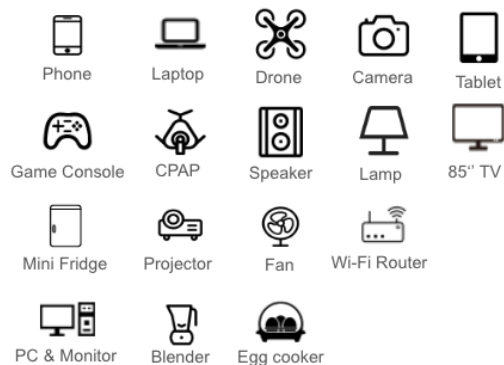 Phone Laptop Drone Camera Tablet
Game Console CPAP Speaker Lamp 85'' TV
Mini Fridge Projector Fan Wi-Fi Router
PC & Monitor Blender Egg cooker